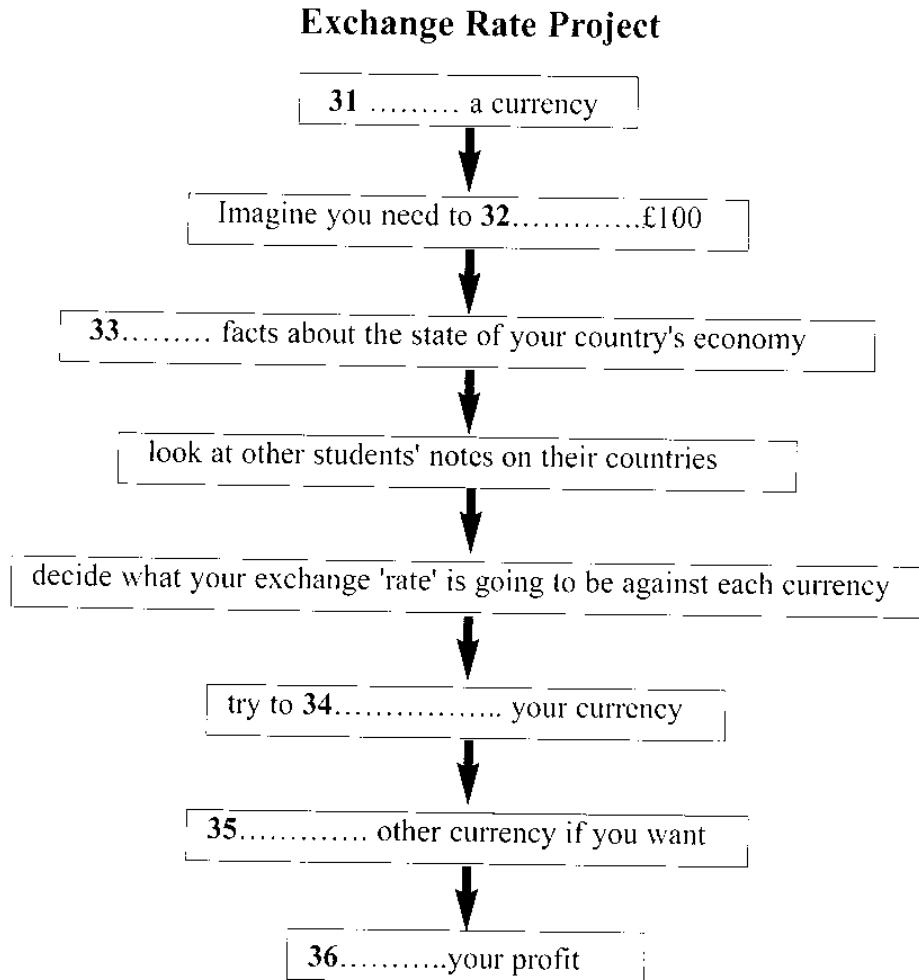 Exchange Rate Project
31 ......... a currency
Imagine you need to 32.............£100
33......... facts about the state of your country's economy
look at other students' notes on their countries
decide what your exchange 'rate' is going to be against each currency
try to 34.................. your currency
35............. other currency if you want
36...........your profit